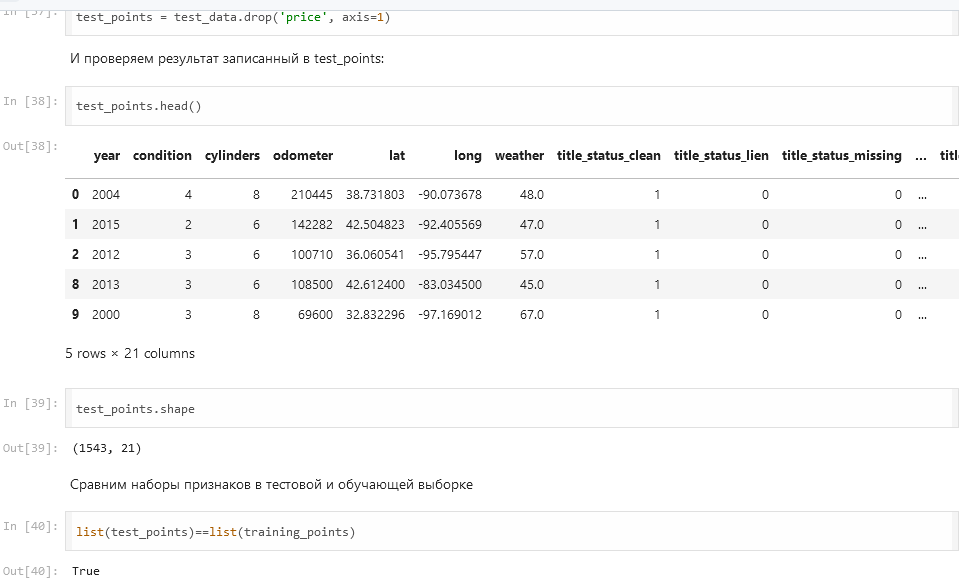 In [37]: test_points = test_data.drop('price', axis=1)
И проверяем результат записанный в test_points:
In [38]: test_points.head()
Out[38]:
year condition cylinders odometer lat long weather title_status_clean title_status_lien title_status_missing ... titl
0 2004 4 8 210445 38.731803 -90.073678 48.0 1 0 0 ...
1 2015 2 6 142282 42.504823 -92.405569 47.0 1 0 0 ...
2 2012 3 6 100710 36.060541 -95.795447 57.0 1 0 0 ...
8 2013 3 6 108500 42.612400 -83.034500 45.0 1 0 0 ...
9 2000 3 8 69600 32.832296 -97.169012 67.0 1 0 0 ...
5 rows × 21 columns
In [39]: test_points.shape
Out[39]: (1543, 21)
Сравним наборы признаков в тестовой и обучающей выборке
In [40]: list(test_points)==list(training_points)
Out[40]: True